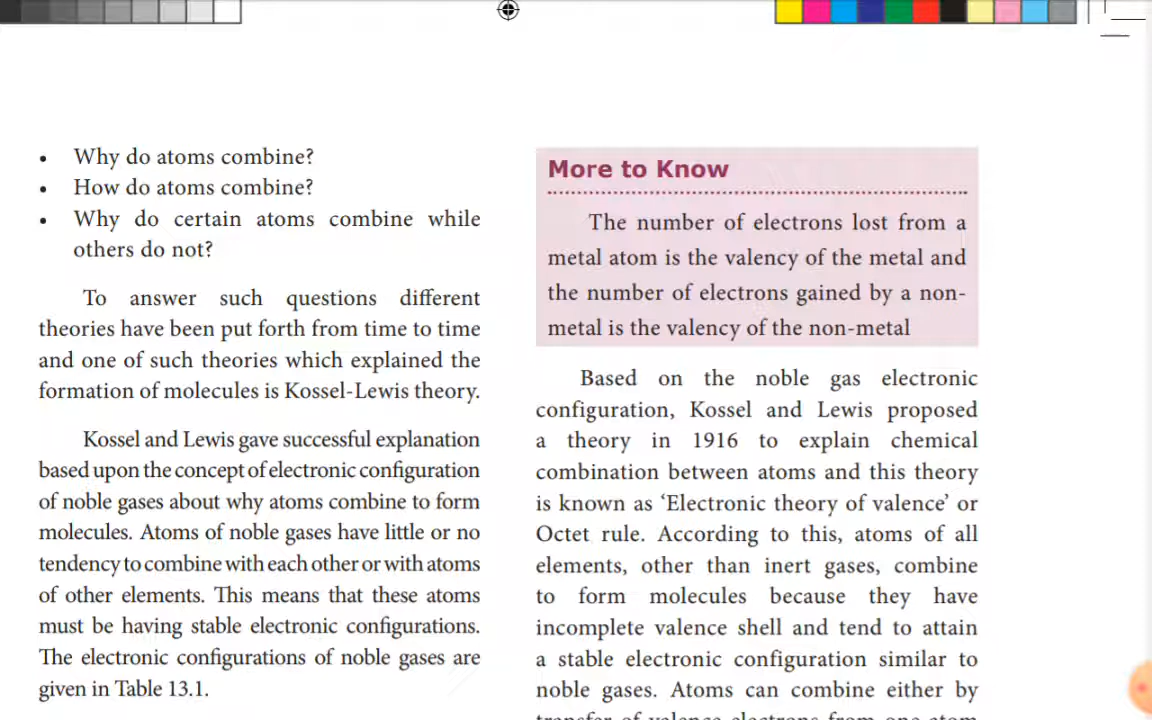 • Why do atoms combine?
• How do atoms combine?
• Why do certain atoms combine while
others do not?
To answer such questions different
theories have been put forth from time to time
and one of such theories which explained the
formation of molecules is Kossel-Lewis theory.
Kossel and Lewis gave successful explanation
based upon the concept of electronic configuration
of noble gases about why atoms combine to form
molecules. Atoms of noble gases have little or no
tendency to combine with each other or with atoms
of other elements. This means that these atoms
must be having stable electronic configurations.
The electronic configurations of noble gases are
given in Table 13.1.
More to Know
The number of electrons lost from a
metal atom is the valency of the metal and
the number of electrons gained by a non-
metal is the valency of the non-metal
Based on the noble gas electronic
configuration, Kossel and Lewis proposed
a theory in 1916 to explain chemical
combination between atoms and this theory
is known as ‘Electronic theory of valence’ or
Octet rule. According to this, atoms of all
elements, other than inert gases, combine
to form molecules because they have
incomplete valence shell and tend to attain
a stable electronic configuration similar to
noble gases. Atoms can combine either by
transfer of valence electrons from one atom